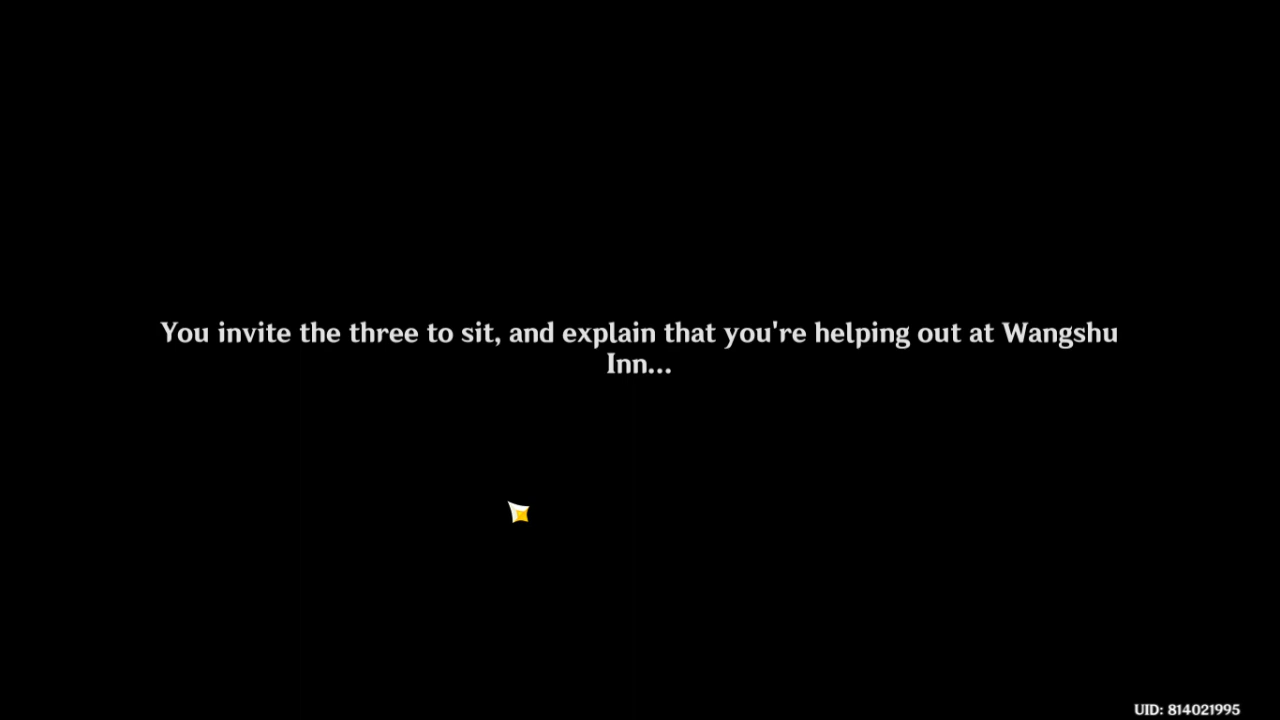 You invite the three to sit, and explain that you're helping out at Wangshu
Inn...
UID: 814021995